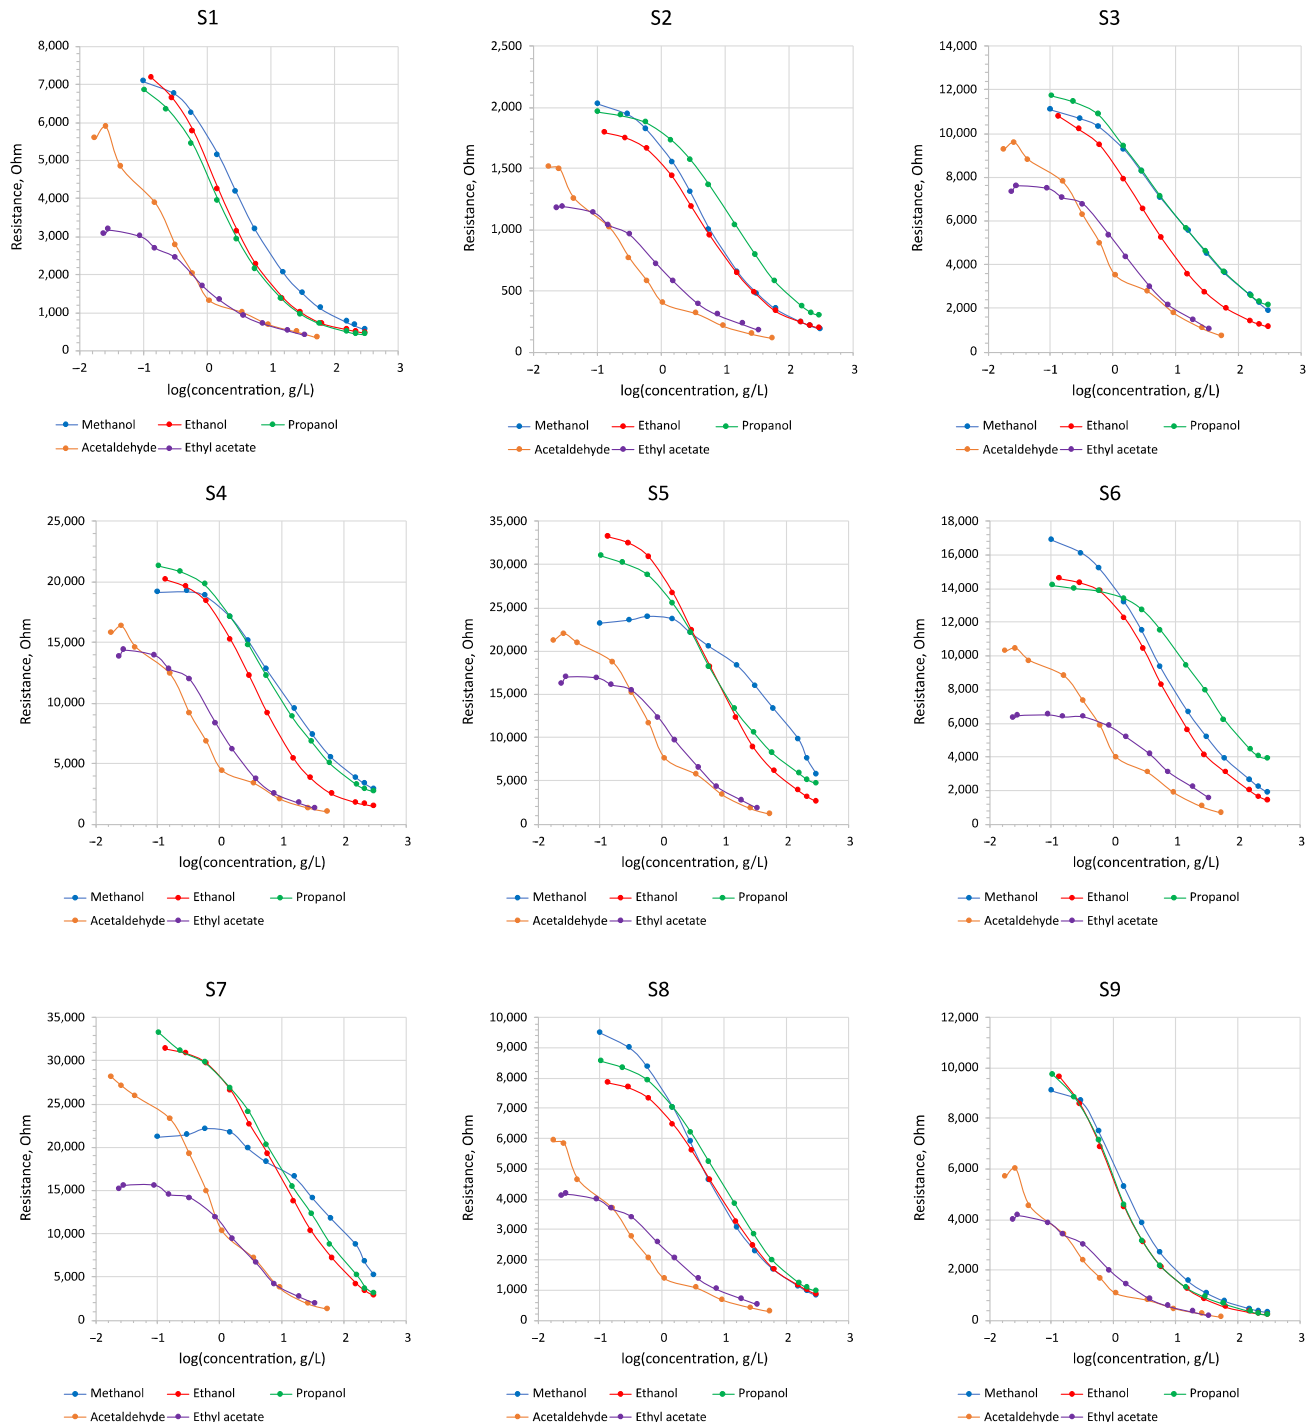 S1
8,000
7,000
6,000
5,000
4,000
3,000
2,000
1,000
0
Resistance, Ohm
−2 −1 0 1 2 3
log(concentration, g/L)
Methanol Ethanol Propanol
Acetaldehyde Ethyl acetate
S2
2,500
2,000
1,500
1,000
500
0
Resistance, Ohm
−2 −1 0 1 2 3
log(concentration, g/L)
Methanol Ethanol Propanol
Acetaldehyde Ethyl acetate
S3
14,000
12,000
10,000
8,000
6,000
4,000
2,000
0
Resistance, Ohm
−2 −1 0 1 2 3
log(concentration, g/L)
Methanol Ethanol Propanol
Acetaldehyde Ethyl acetate
S4
25,000
20,000
15,000
10,000
5,000
0
Resistance, Ohm
−2 −1 0 1 2 3
log(concentration, g/L)
Methanol Ethanol Propanol
Acetaldehyde Ethyl acetate
S5
35,000
30,000
25,000
20,000
15,000
10,000
5,000
0
Resistance, Ohm
−2 −1 0 1 2 3
log(concentration, g/L)
Methanol Ethanol Propanol
Acetaldehyde Ethyl acetate
S6
18,000
16,000
14,000
12,000
10,000
8,000
6,000
4,000
2,000
0
Resistance, Ohm
−2 −1 0 1 2 3
log(concentration, g/L)
Methanol Ethanol Propanol
Acetaldehyde Ethyl acetate
S7
35,000
30,000
25,000
20,000
15,000
10,000
5,000
0
Resistance, Ohm
−2 −1 0 1 2 3
log(concentration, g/L)
Methanol Ethanol Propanol
Acetaldehyde Ethyl acetate
S8
10,000
9,000
8,000
7,000
6,000
5,000
4,000
3,000
2,000
1,000
0
Resistance, Ohm
−2 −1 0 1 2 3
log(concentration, g/L)
Methanol Ethanol Propanol
Acetaldehyde Ethyl acetate
S9
12,000
10,000
8,000
6,000
4,000
2,000
0
Resistance, Ohm
−2 −1 0 1 2 3
log(concentration, g/L)
Methanol Ethanol Propanol
Acetaldehyde Ethyl acetate